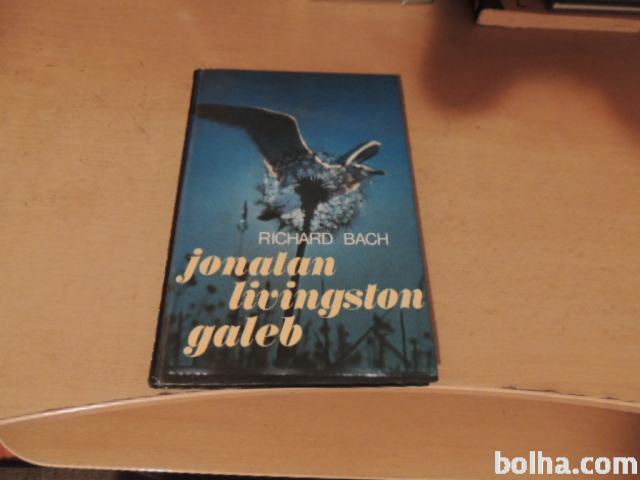 RICHARD BACH
jonatan
livingston
galeb
bolha.com